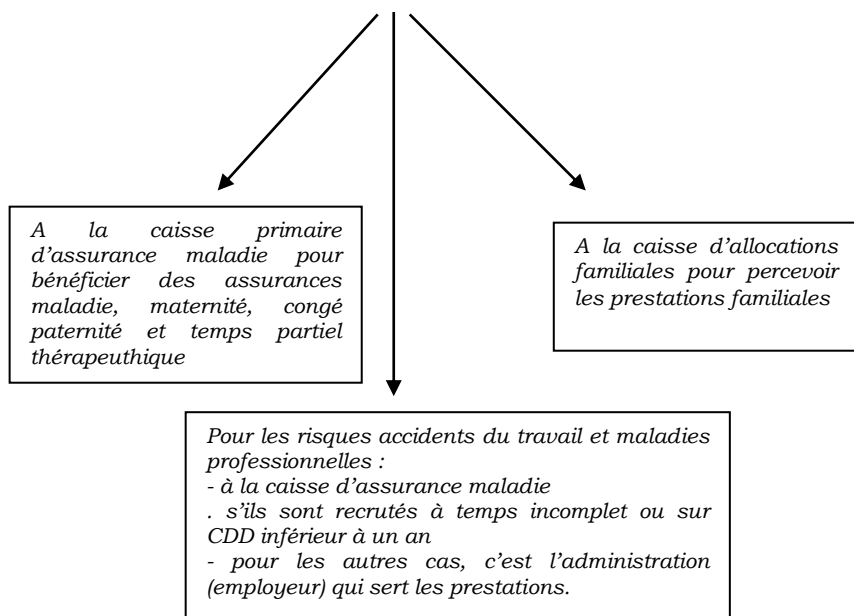 A la caisse primaire
d’assurance maladie pour
bénéficier des assurances
maladie, maternité, congé
paternité et temps partiel
thérapeuthique
A la caisse d’allocations
familiales pour percevoir
les prestations familiales
Pour les risques accidents du travail et maladies
professionnelles :
- à la caisse d’assurance maladie
. s’ils sont recrutés à temps incomplet ou sur
CDD inférieur à un an
- pour les autres cas, c’est l’administration
(employeur) qui sert les prestations.